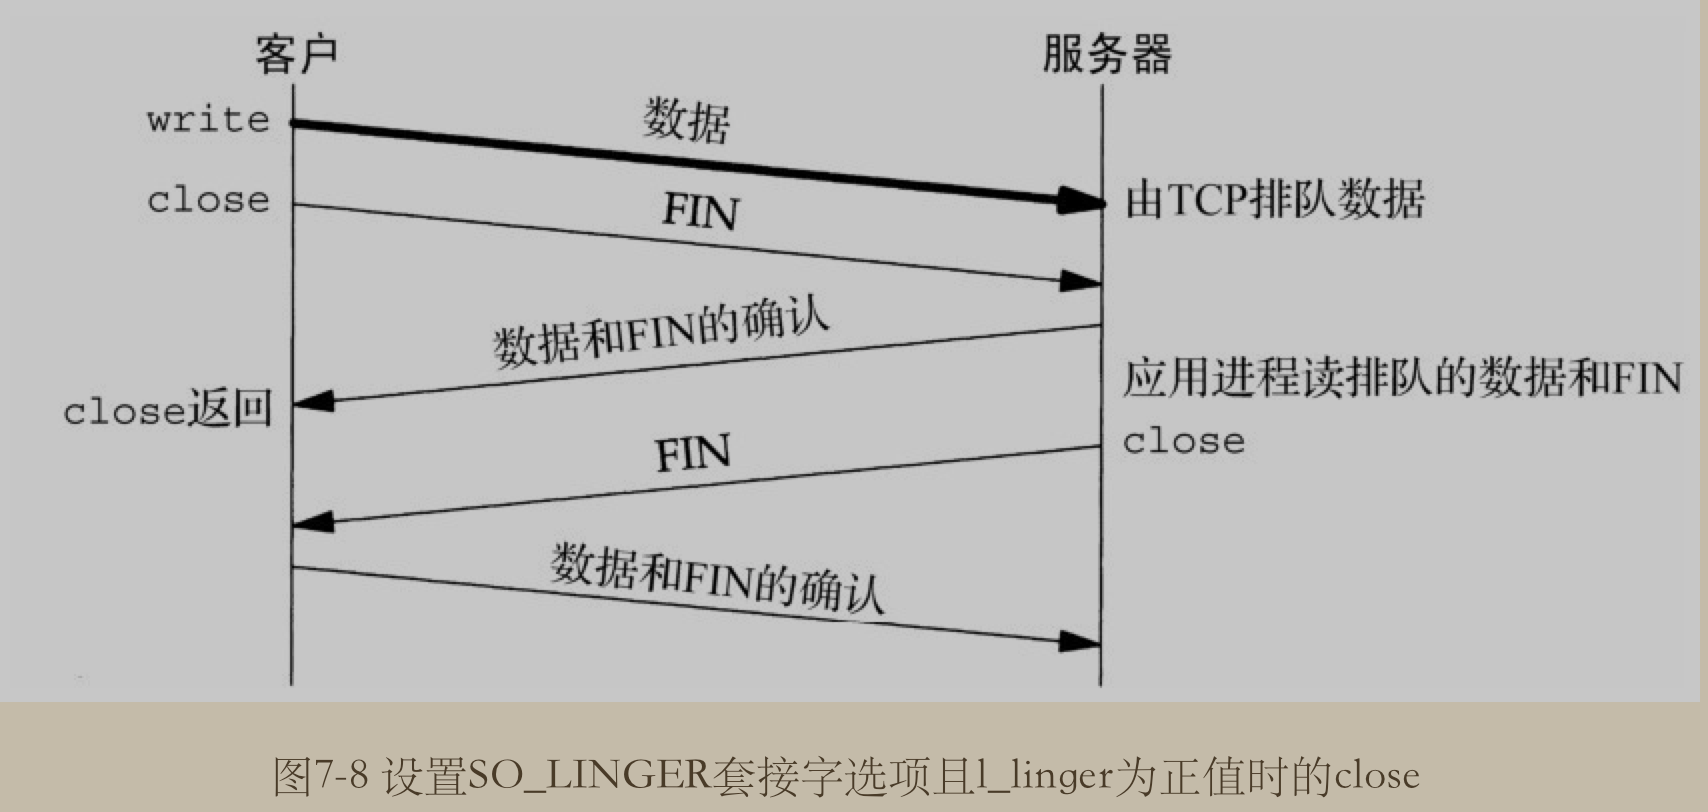 客户
服务器
write
数据
close
FIN
由TCP排队数据
数据和FIN的确认
应用进程读排队的数据和FIN
close返回
FIN
close
数据和FIN的确认
图7-8 设置SO_LINGER套接字选项且l_linger为正值时的close